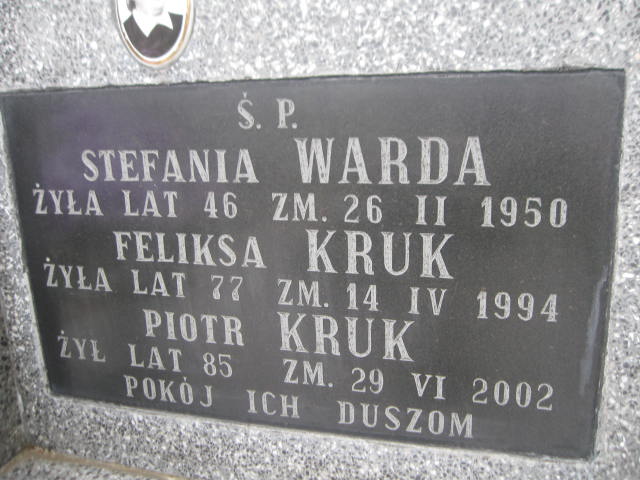 Ś. P.
STEFANIA WARDA
ŻYŁA LAT 46 ZM. 26 II 1950
FELIKSA KRUK
ŻYŁA LAT 77 ZM. 14 IV 1994
PIOTR KRUK
ŻYŁ LAT 85 ZM. 29 VI 2002
POKÓJ ICH DUSZOM